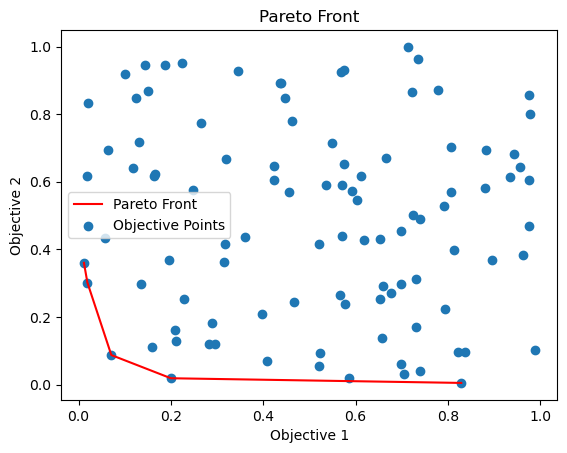 Pareto Front
1.0
0.8
0.6
0.4
0.2
0.0
Objective 2
Pareto Front
Objective Points
0.0 0.2 0.4 0.6 0.8 1.0
Objective 1